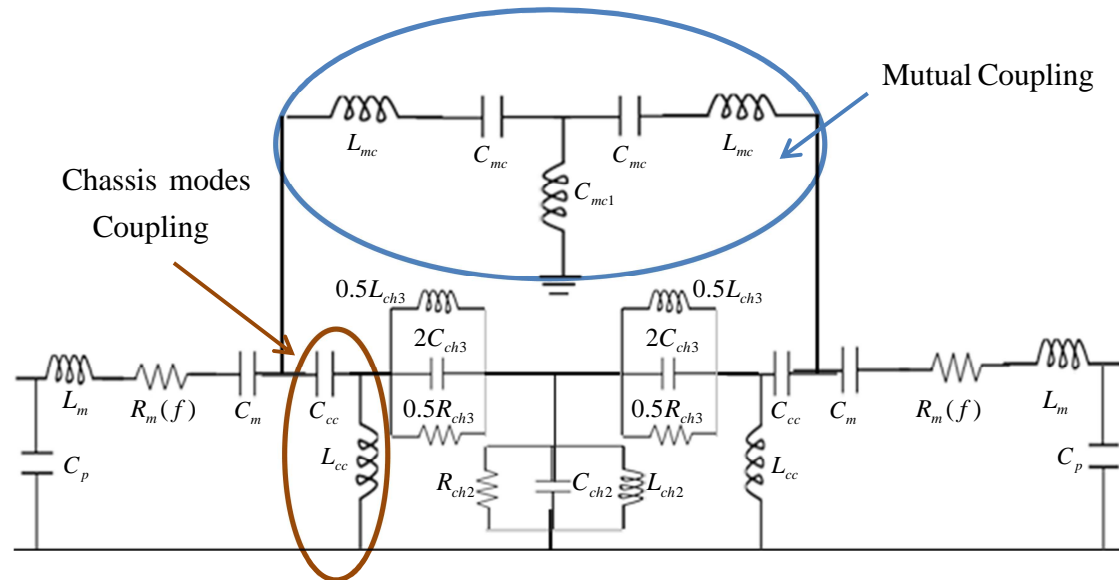 Mutual Coupling
L_mc
C_mc
C_mc
L_mc
C_mc1
Chassis modes
Coupling
0.5L_ch3
0.5L_ch3
2C_ch3
2C_ch3
L_m
R_m(f)
C_m
C_cc
0.5R_ch3
0.5R_ch3
C_cc
C_m
R_m(f)
L_m
C_p
L_cc
R_ch2
C_ch2
L_ch2
L_cc
C_p